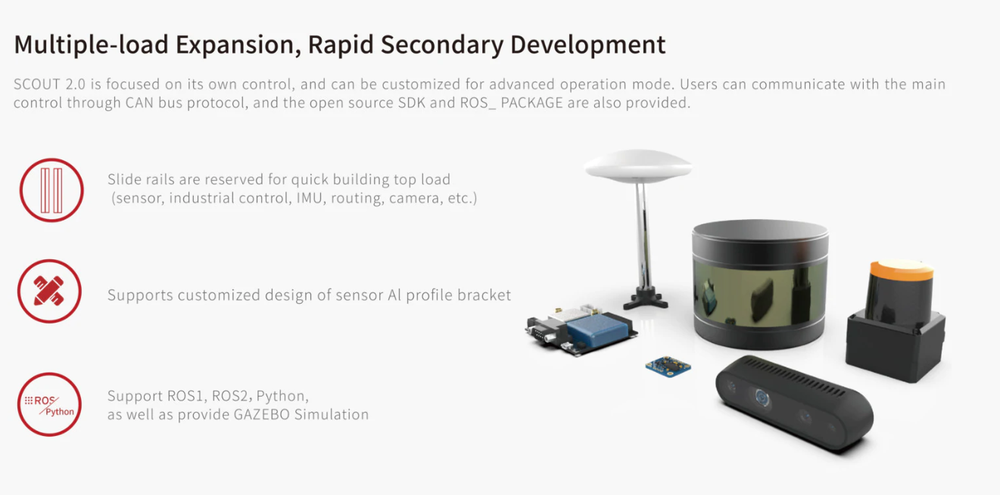 Multiple-load Expansion, Rapid Secondary Development
SCOUT 2.0 is focused on its own control, and can be customized for advanced operation mode. Users can communicate with the main
control through CAN bus protocol, and the open source SDK and ROS_ PACKAGE are also provided.
Slide rails are reserved for quick building top load
(sensor, industrial control, IMU, routing, camera, etc.)
Supports customized design of sensor Al profile bracket
ROS
Python
Support ROS1, ROS2, Python,
as well as provide GAZEBO Simulation